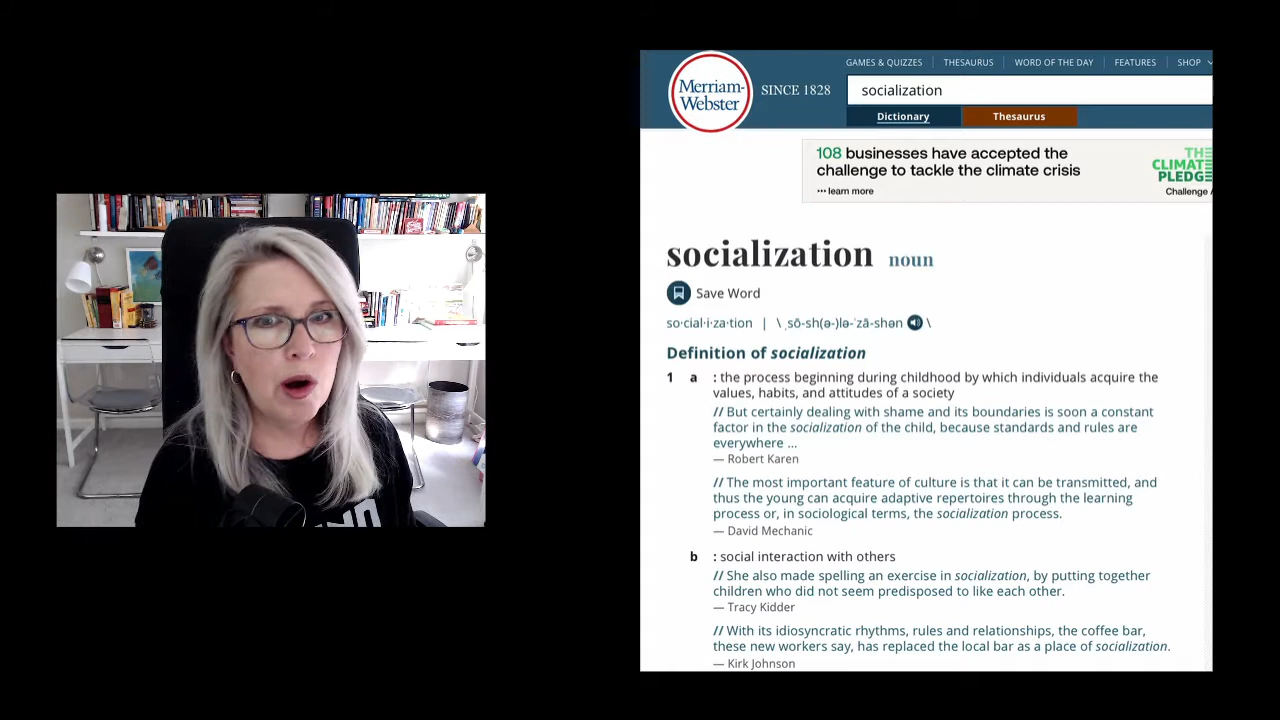 GAMES & QUIZZES THESAURUS WORD OF THE DAY FEATURES SHOP
Merriam-
Webster
SINCE 1828
socialization
Dictionary Thesaurus
108 businesses have accepted the
challenge to tackle the climate crisis
••• learn more
THE
CLIMATE
PLEDGE
Challenge
socialization noun
Save Word
so·cial·i·za·tion | \ ˌsō-sh(ə-)lə-ˈzā-shən \
Definition of socialization
1 a : the process beginning during childhood by which individuals acquire the
values, habits, and attitudes of a society
// But certainly dealing with shame and its boundaries is soon a constant
factor in the socialization of the child, because standards and rules are
everywhere ...
— Robert Karen
// The most important feature of culture is that it can be transmitted, and
thus the young can acquire adaptive repertoires through the learning
process or, in sociological terms, the socialization process.
— David Mechanic
b : social interaction with others
// She also made spelling an exercise in socialization, by putting together
children who did not seem predisposed to like each other.
— Tracy Kidder
// With its idiosyncratic rhythms, rules and relationships, the coffee bar,
these new workers say, has replaced the local bar as a place of socialization.
— Kirk Johnson